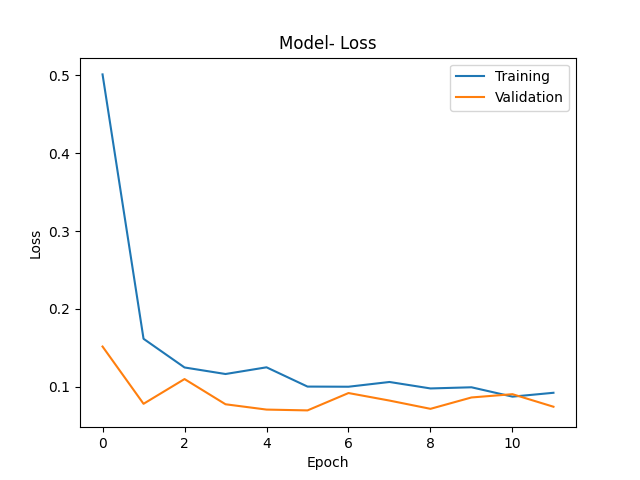 Model- Loss
Training
Validation
0.5
0.4
0.3
0.2
0.1
Loss
0 2 4 6 8 10
Epoch